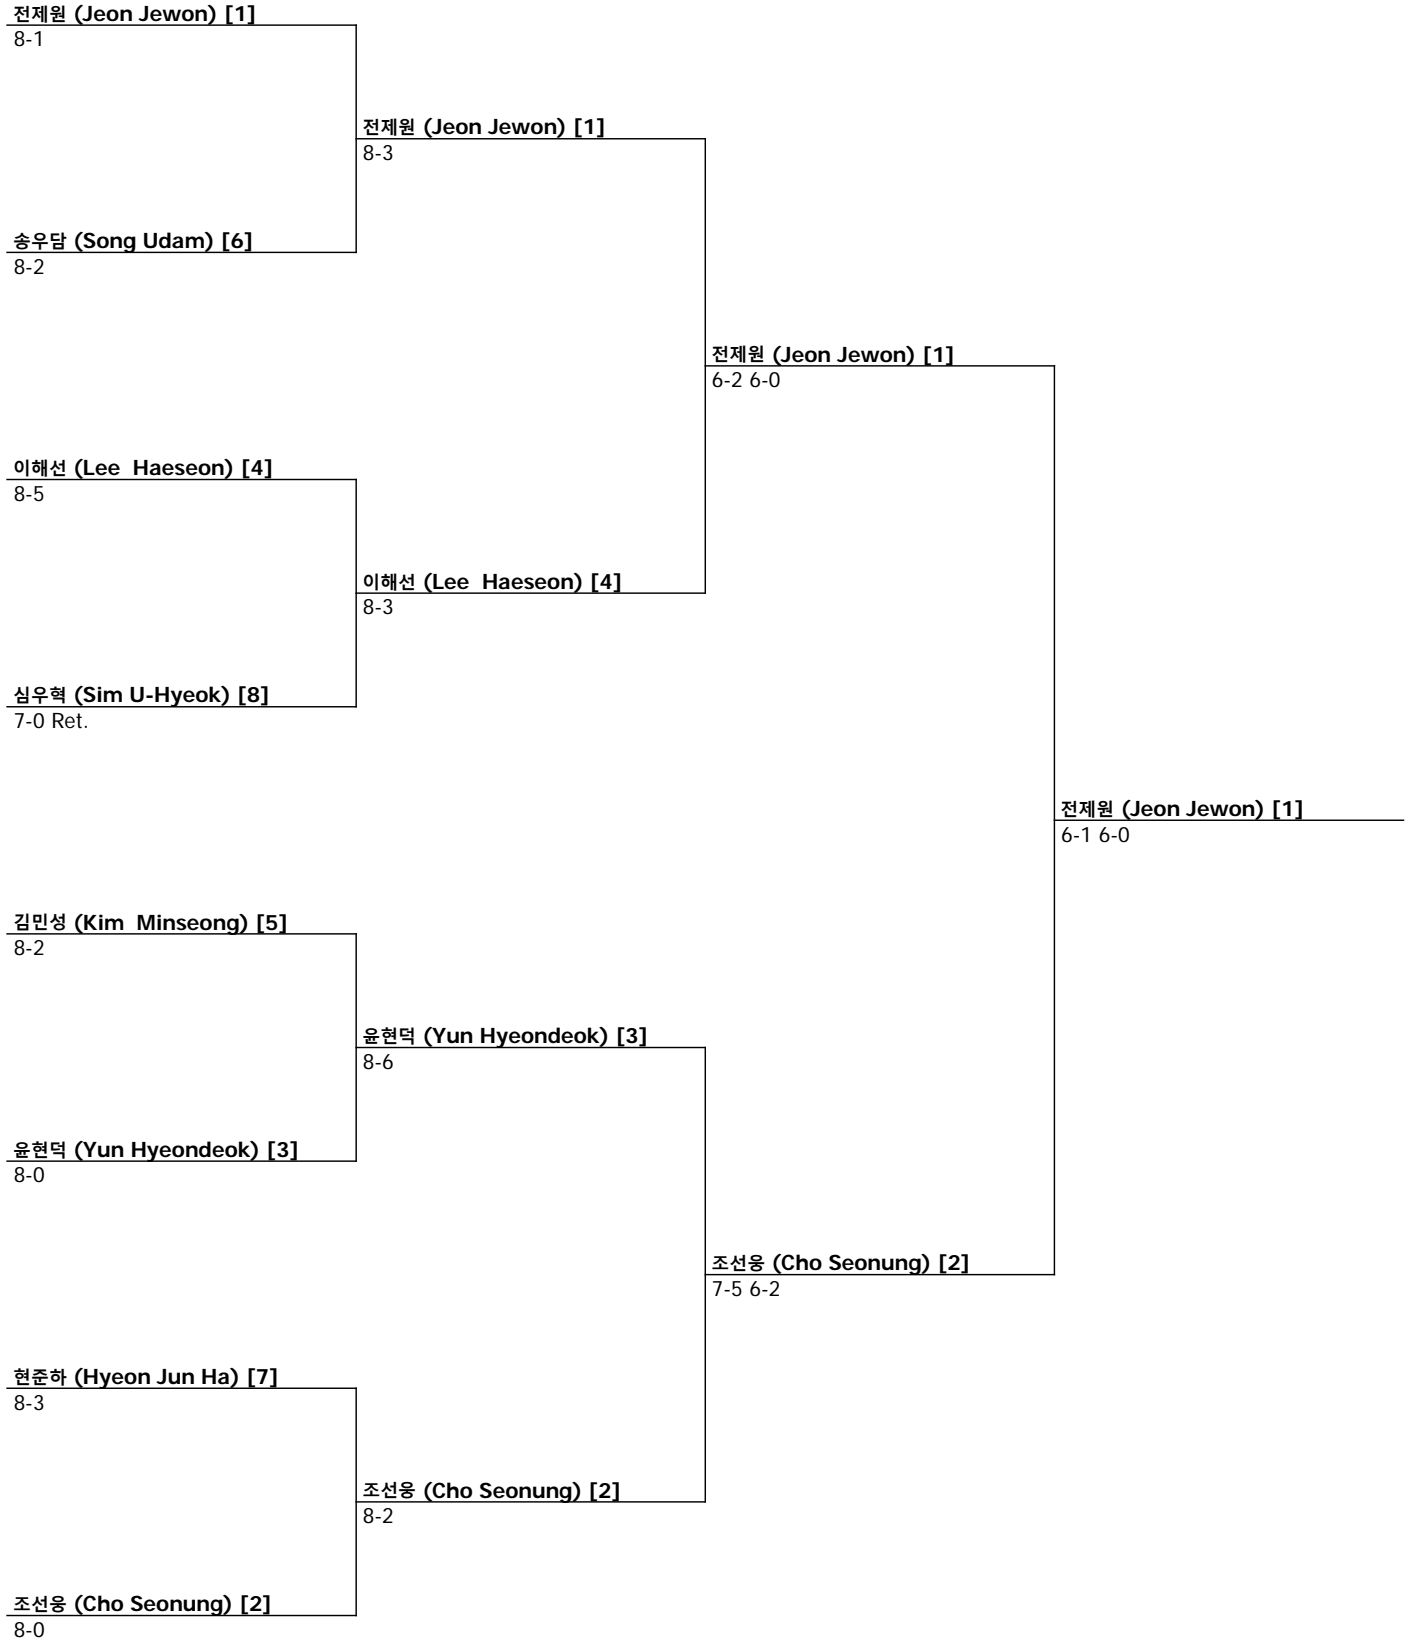 전제원 (Jeon Jewon) [1]
8-1
전제원 (Jeon Jewon) [1]
8-3
송우담 (Song Udam) [6]
8-2
전제원 (Jeon Jewon) [1]
6-2 6-0
이해선 (Lee  Haeseon) [4]
8-5
이해선 (Lee  Haeseon) [4]
8-3
심우혁 (Sim U-Hyeok) [8]
7-0 Ret.
전제원 (Jeon Jewon) [1]
6-1 6-0
김민성 (Kim  Minseong) [5]
8-2
윤현덕 (Yun Hyeondeok) [3]
8-6
윤현덕 (Yun Hyeondeok) [3]
8-0
조선웅 (Cho Seonung) [2]
7-5 6-2
현준하 (Hyeon Jun Ha) [7]
8-3
조선웅 (Cho Seonung) [2]
8-2
조선웅 (Cho Seonung) [2]
8-0